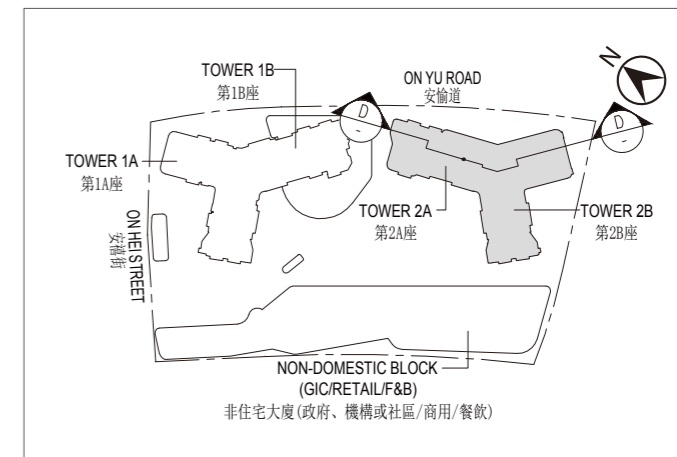 TOWER 1B
第1B座
ON YU ROAD
安愉道
N
D
-
D
-
TOWER 1A
第1A座
TOWER 2A
第2A座
TOWER 2B
第2B座
ON HEI STREET
安禧街
NON-DOMESTIC BLOCK
(GIC/RETAIL/F&B)
非住宅大廈(政府、機構或社區/商用/餐飲)